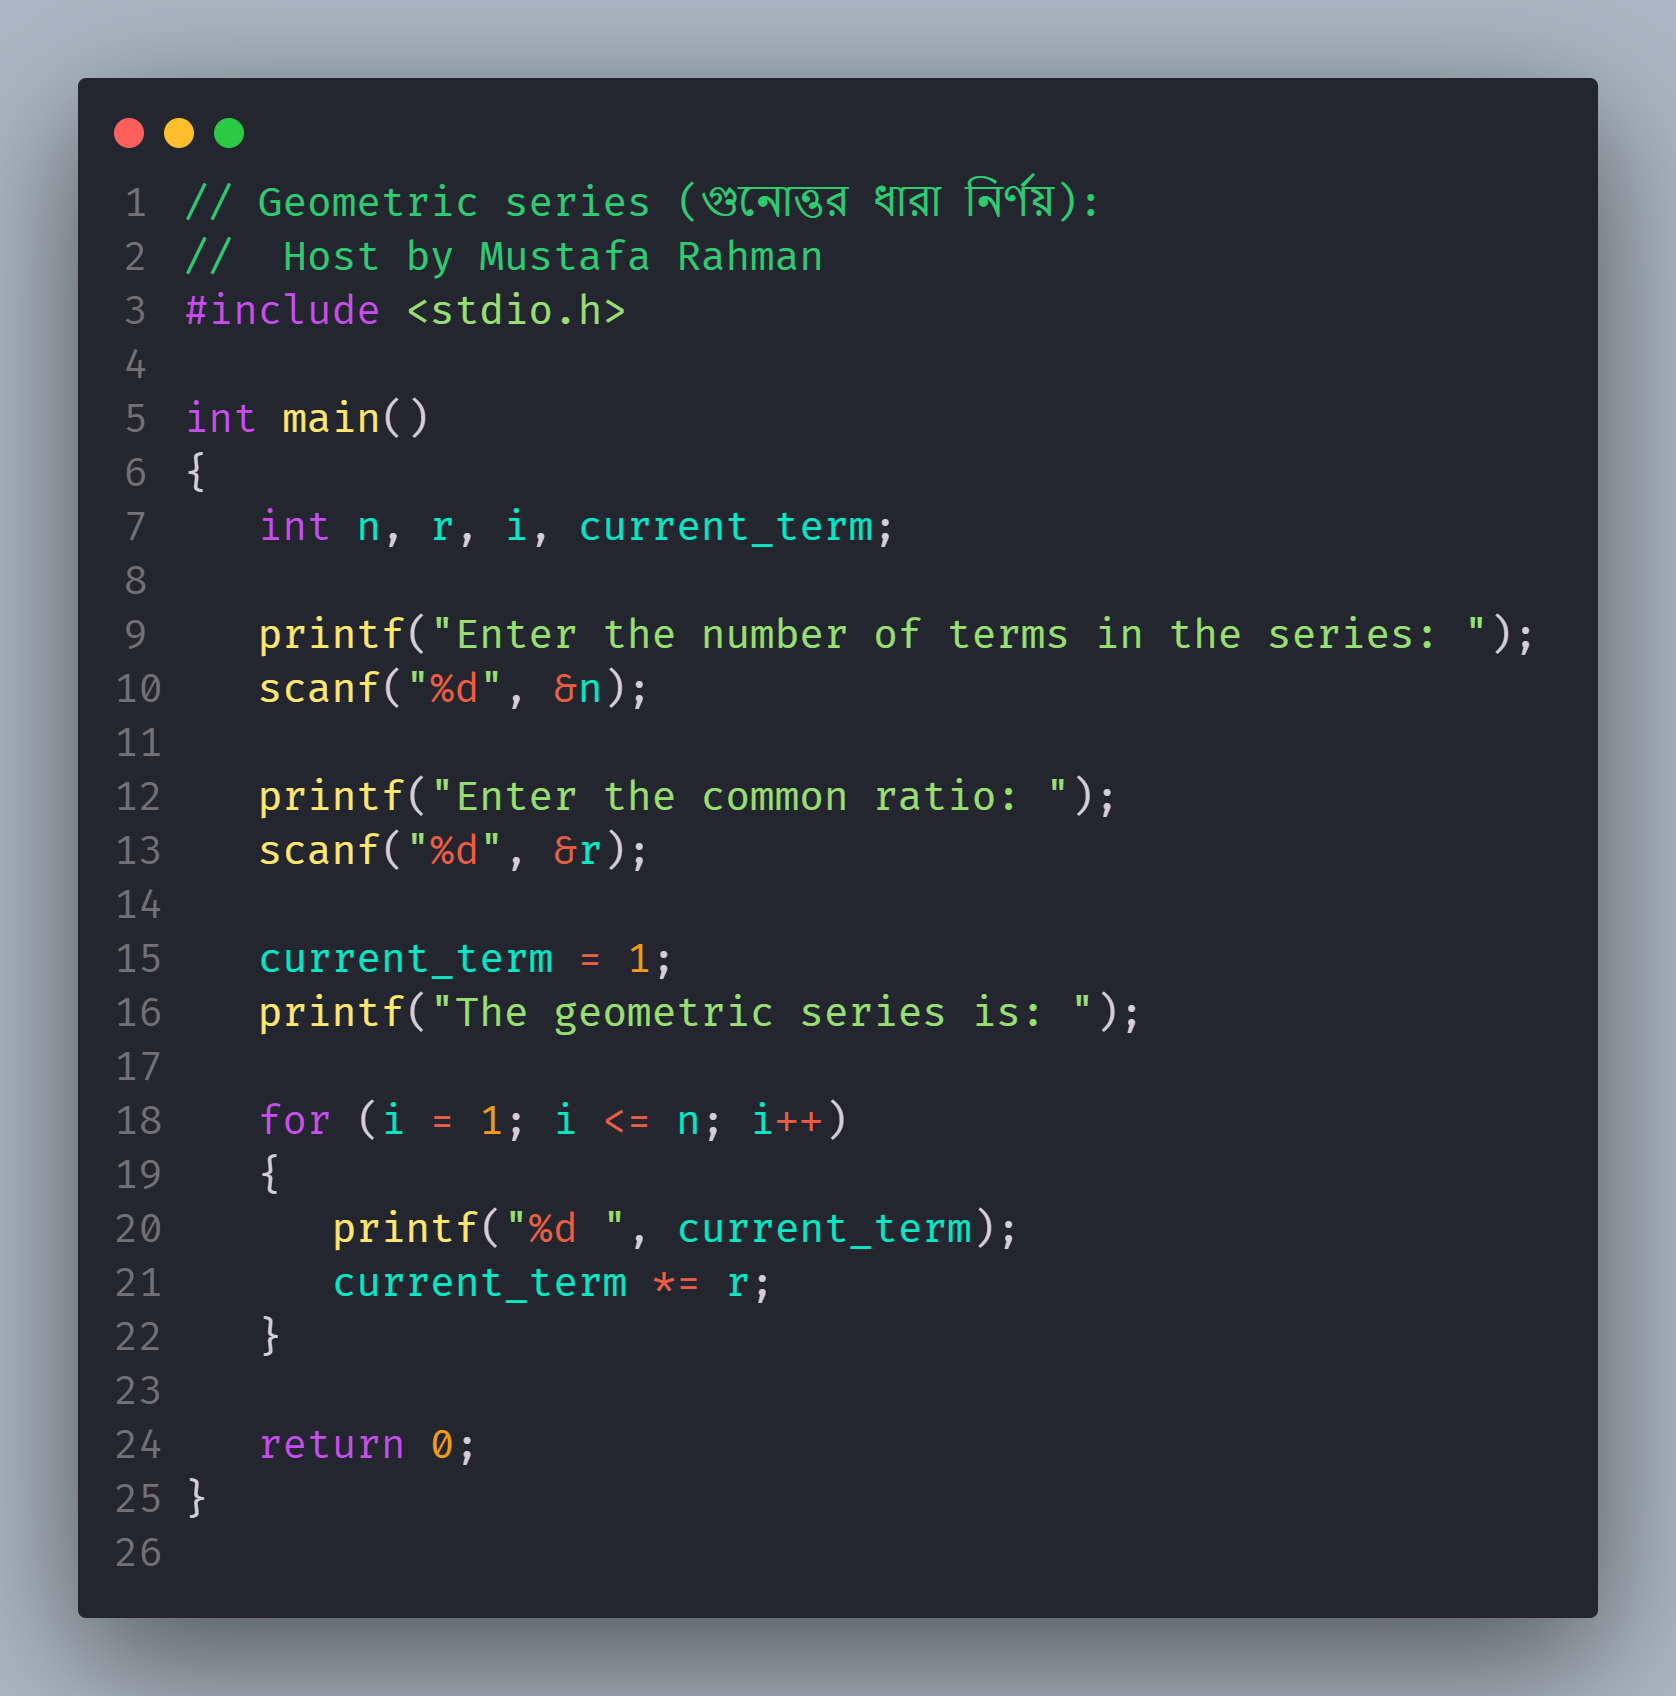 1 // Geometric series (গুনোত্তর ধারা নির্ণয়):
2 //  Host by Mustafa Rahman
3 #include <stdio.h>
4
5 int main()
6 {
7    int n, r, i, current_term;
8
9    printf("Enter the number of terms in the series: ");
10    scanf("%d", &n);
11
12    printf("Enter the common ratio: ");
13    scanf("%d", &r);
14
15    current_term = 1;
16    printf("The geometric series is: ");
17
18    for (i = 1; i <= n; i++)
19    {
20       printf("%d ", current_term);
21       current_term *= r;
22    }
23
24    return 0;
25 }
26